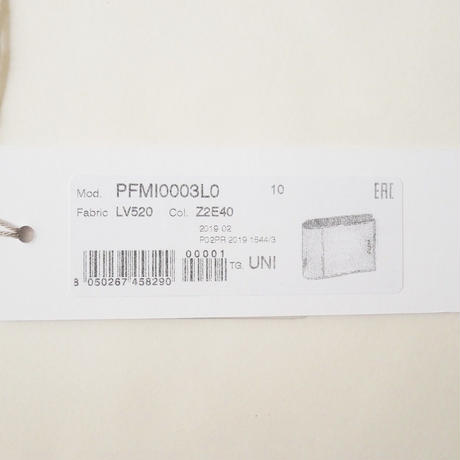 Mod. PFMI0003L0 10 EAC
Fabric LV520 Col. Z2E40
2019 02
P02PR 2019 1544/3
00001
TG. UNI
8 050267 458290